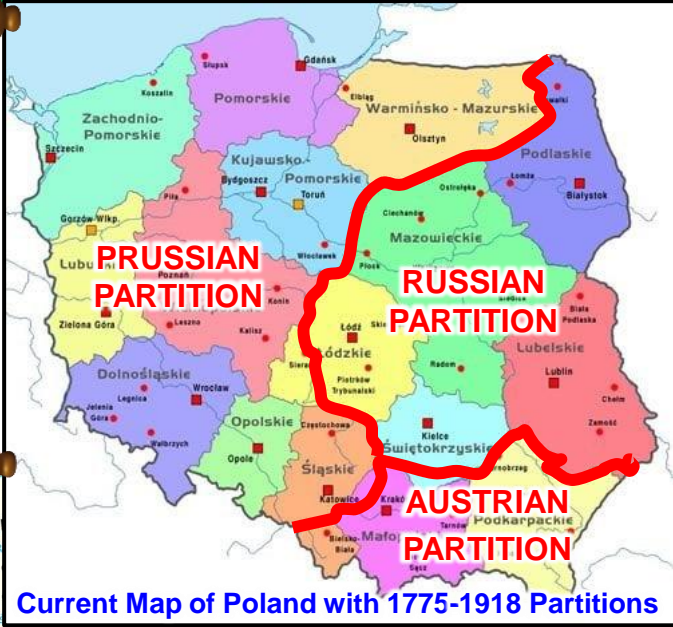 Gdańsk
Słupsk
Koszalin
Pomorskie
Elbląg
Warmińsko - Mazurskie
Zachodnio-
Pomorskie
Olsztyn
Szczecin
Podlaskie
Kujawsko-
Pomorskie
Bydgoszcz
Toruń
Łomża
Białystok
Ostrołęka
Piła
Ciechanów
Gorzów Wlkp.
Mazowieckie
Włocławek
Płock
PRUSSIAN
PARTITION
Poznań
Konin
RUSSIAN
PARTITION
Biała
Podlaska
Zielona Góra
Leszno
Kalisz
Łódź
Łódzkie
Lubelskie
Dolnośląskie
Piotrków
Trybunalski
Radom
Lublin
Legnica
Wrocław
Chełm
Jelenia
Góra
Opolskie
Częstochowa
Kielce
Zamość
Wałbrzych
Świętokrzyskie
Opole
Śląskie
Katowice
AUSTRIAN
PARTITION
Tarnów
Podkarpackie
Bielsko-
Biała
Current Map of Poland with 1775-1918 Partitions